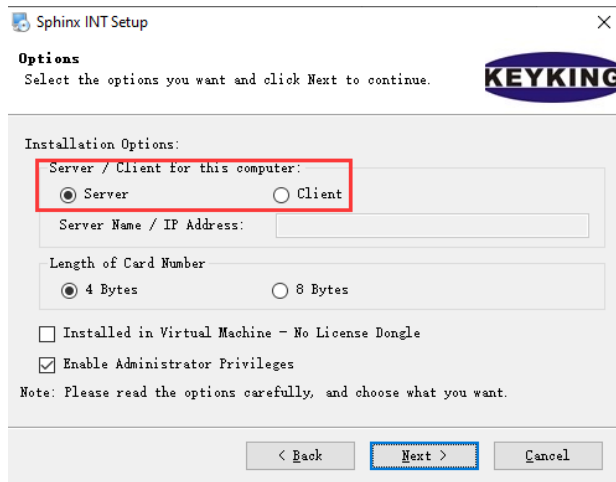 Sphinx INT Setup
Options
Select the options you want and click Next to continue.
KEYKING
Installation Options:
Server / Client for this computer:
Server Client
Server Name / IP Address:
Length of Card Number
4 Bytes 8 Bytes
Installed in Virtual Machine - No License Dongle
Enable Administrator Privileges
Note: Please read the options carefully, and choose what you want.
< Back Next > Cancel